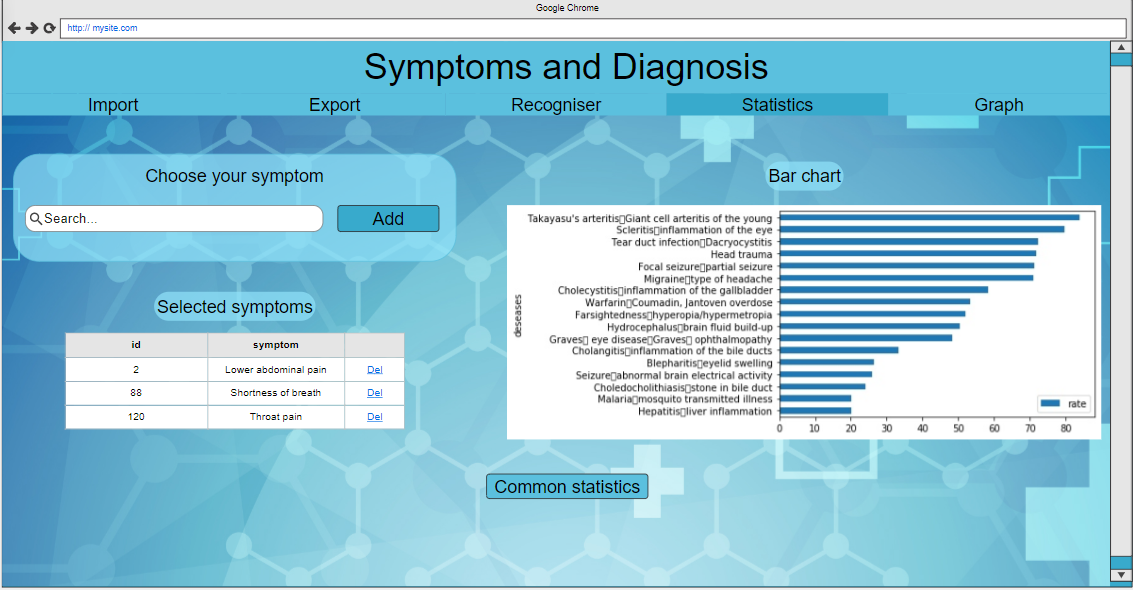 Google Chrome
http:// mysite.com
Symptoms and Diagnosis
Import Export Recogniser Statistics Graph
Choose your symptom
Search...
Add
Selected symptoms
id symptom
2 Lower abdominal pain Del
88 Shortness of breath Del
120 Throat pain Del
Bar chart
deseases
Takayasu's arteritis▯Giant cell arteritis of the young
Scleritis▯inflammation of the eye
Tear duct infection▯Dacryocystitis
Head trauma
Focal seizure▯partial seizure
Migraine▯type of headache
Cholecystitis▯inflammation of the gallbladder
Warfarin▯Coumadin, Jantoven overdose
Farsightedness▯hyperopia/hypermetropia
Hydrocephalus▯brain fluid build-up
Graves▯ eye disease▯Graves▯ ophthalmopathy
Cholangitis▯inflammation of the bile ducts
Blepharitis▯eyelid swelling
Seizure▯abnormal brain electrical activity
Choledocholithiasis▯stone in bile duct
Malaria▯mosquito transmitted illness
Hepatitis▯liver inflammation
rate
0 10 20 30 40 50 60 70 80
Common statistics